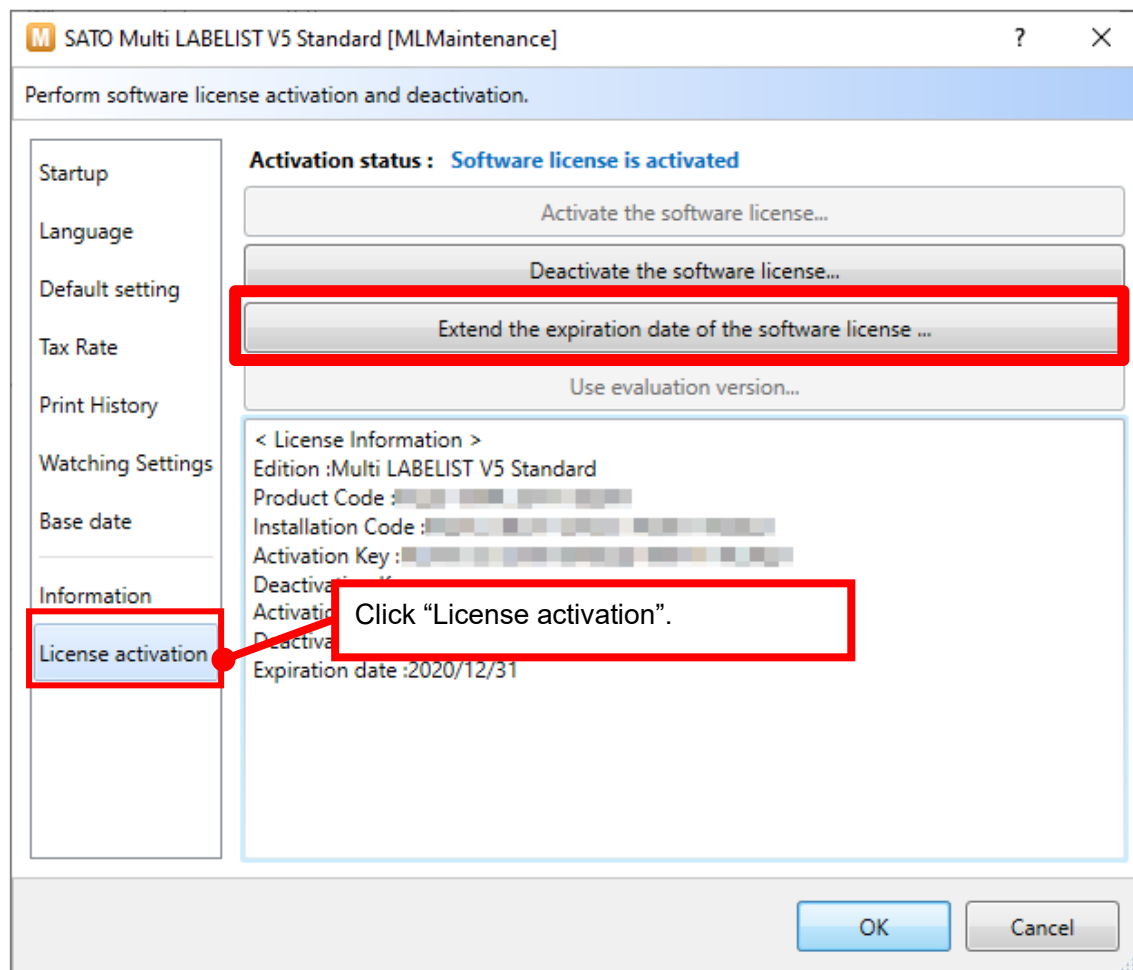 M SATO Multi LABELIST V5 Standard [MLMaintenance] ? ×
Perform software license activation and deactivation.
Startup
Language
Default setting
Tax Rate
Print History
Watching Settings
Base date
Information
License activation
Activation status : Software license is activated
Activate the software license...
Deactivate the software license...
Extend the expiration date of the software license ...
Use evaluation version...
< License Information >
Edition :Multi LABELIST V5 Standard
Product Code :
Installation Code :
Activation Key :
Click “License activation”.
Expiration date :2020/12/31
OK
Cancel